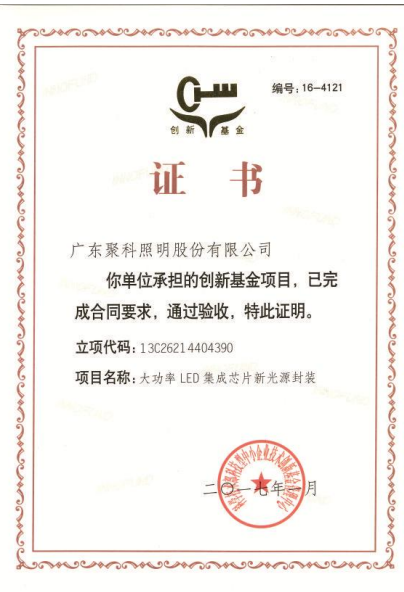 编号：16-4121
创新 基金
证书
广东聚科照明股份有限公司
你单位承担的创新基金项目，已完
成合同要求，通过验收，特此证明。
立项代码：13C26214404390
项目名称：大功率 LED 集成芯片新光源封装
二〇一七年一月